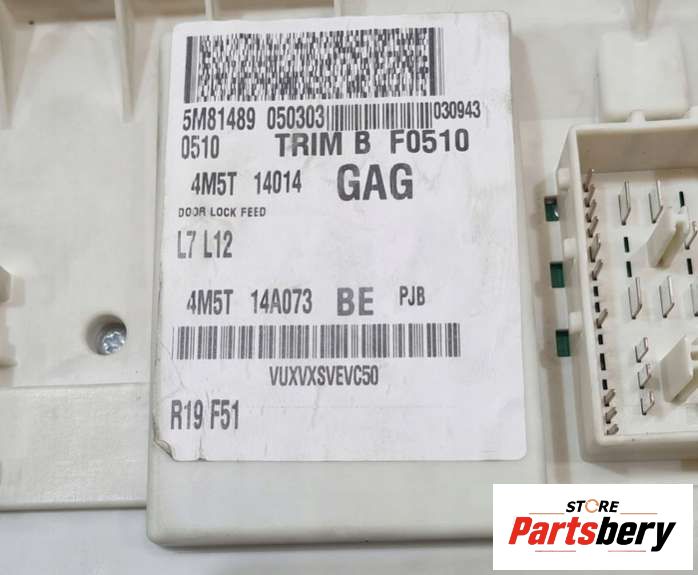 5M81489 050303 030943
0510 TRIM B F0510
4M5T 14014 GAG
DOOR LOCK FEED
L7 L12
4M5T 14A073 BE PJB
VUXVXSVEVC50
R19 F51
STORE
Partsbery